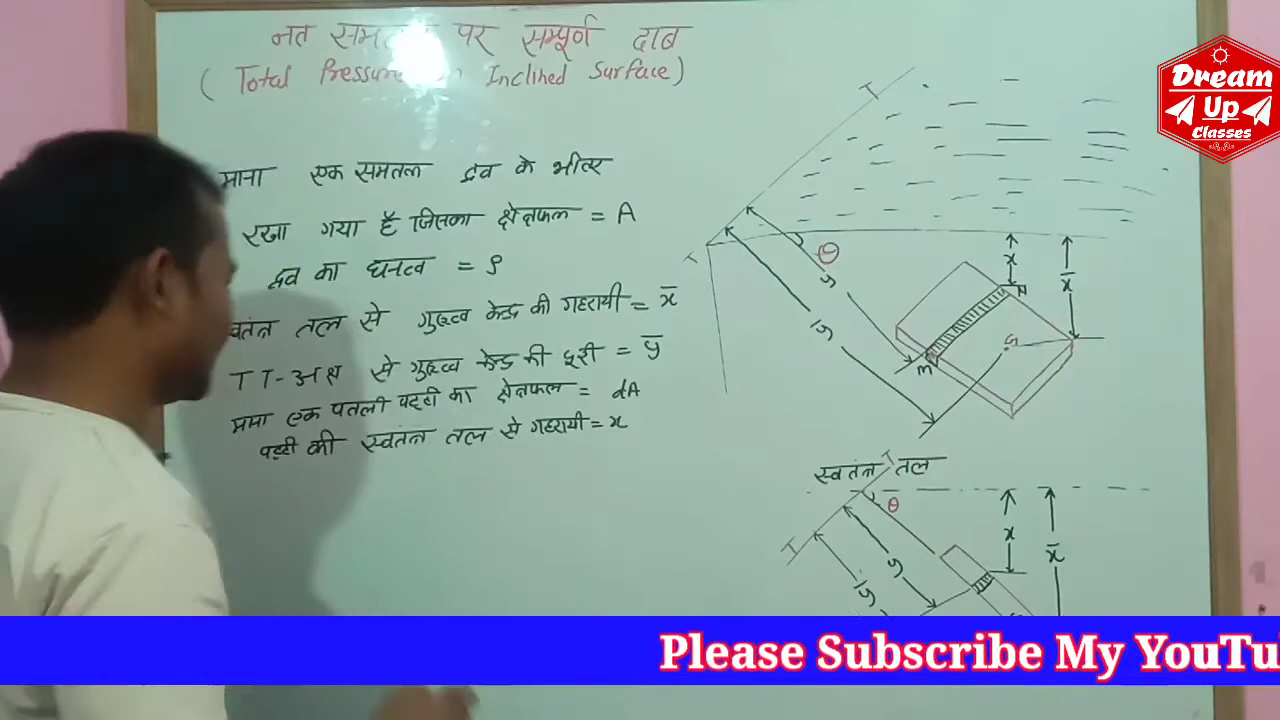 नत समतल पर सम्पूर्ण दाब
( Total Pressure Inclined Surface)
माना एक समतल द्रव के भीतर
रखा गया है जिसका क्षेत्रफल = A
द्रव का घनत्व = ρ
तल से गुरुत्व केन्द्र की गहरायी = x̄
TT-अक्ष से गुरुत्व केन्द्र की दूरी = ȳ
माना एक पतली पट्टी का क्षेत्रफल = dA
पट्टी की स्वतंत्र तल से गहरायी = x
T
T
θ
y
ȳ
x
x̄
N
M
G
स्वतंत्र तल
T
T
θ
y
ȳ
x
x̄
Dream
Up
Classes
Please Subscribe My YouTu